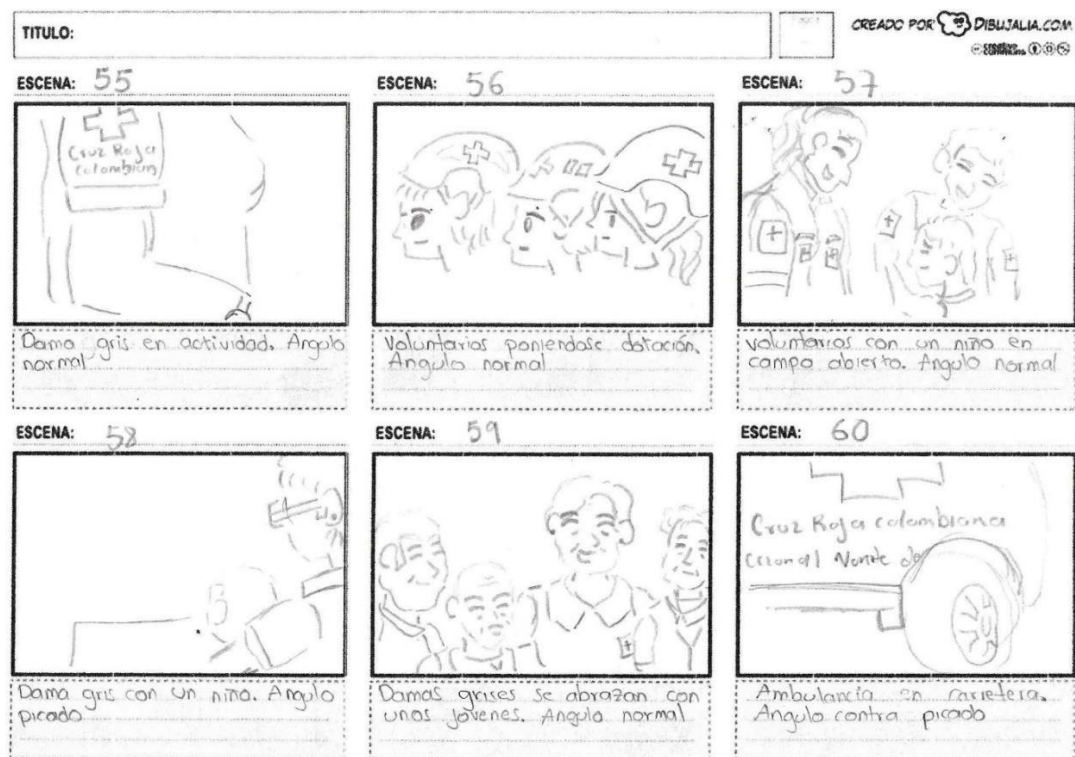 TITULO:
CREADO POR DIBUJALIA.COM
ESCENA: 55
ESCENA: 56
ESCENA: 57
Cruz Roja
colombian
Dama gris en actividad. Angulo
normal
Voluntarios poniendose dotación.
Angulo normal
voluntarios con un niño en
campo abierto. Angulo normal
ESCENA: 58
ESCENA: 59
ESCENA: 60
Cruz Roja colombiana
Norte de
Dama gris con un niño. Angulo
picado
Damas grises se abrazan con
unos jovenes. Angulo normal
Ambulancia en carretera.
Angulo contra picado